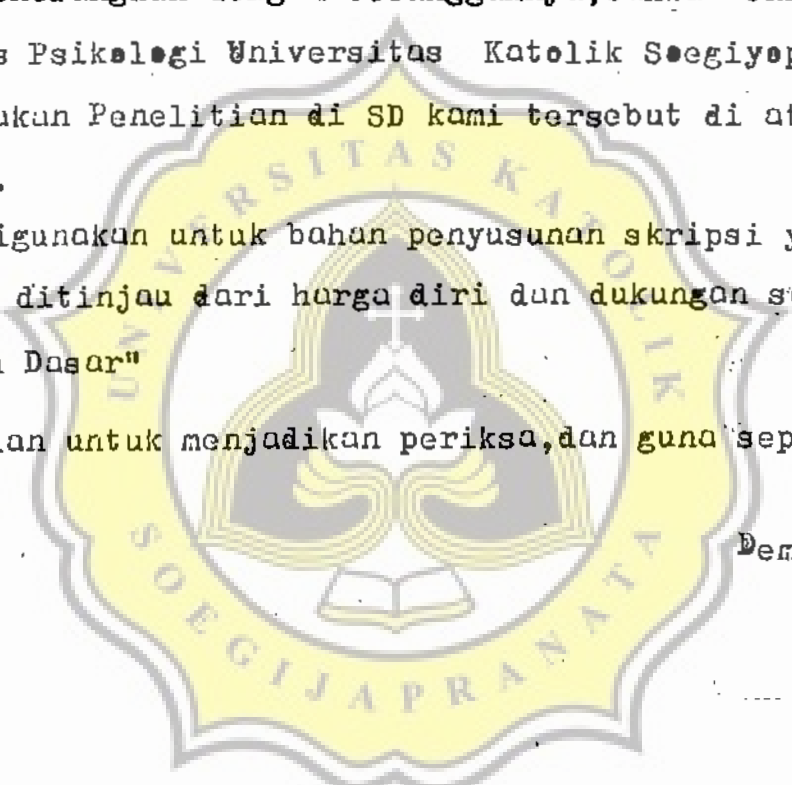 s Psikologi Universitas Katolik Soegiyop
ukan Penelitian di SD kami tersebut di at
.
igunakan untuk bahan penyusunan skripsi y
ditinjau dari harga diri dan dukungan s
n Dasar"
ian untuk menjadikan periksa,dan guna sep
Dem
UNIVERSITAS KATOLIK
SOEGIJAPRANATA